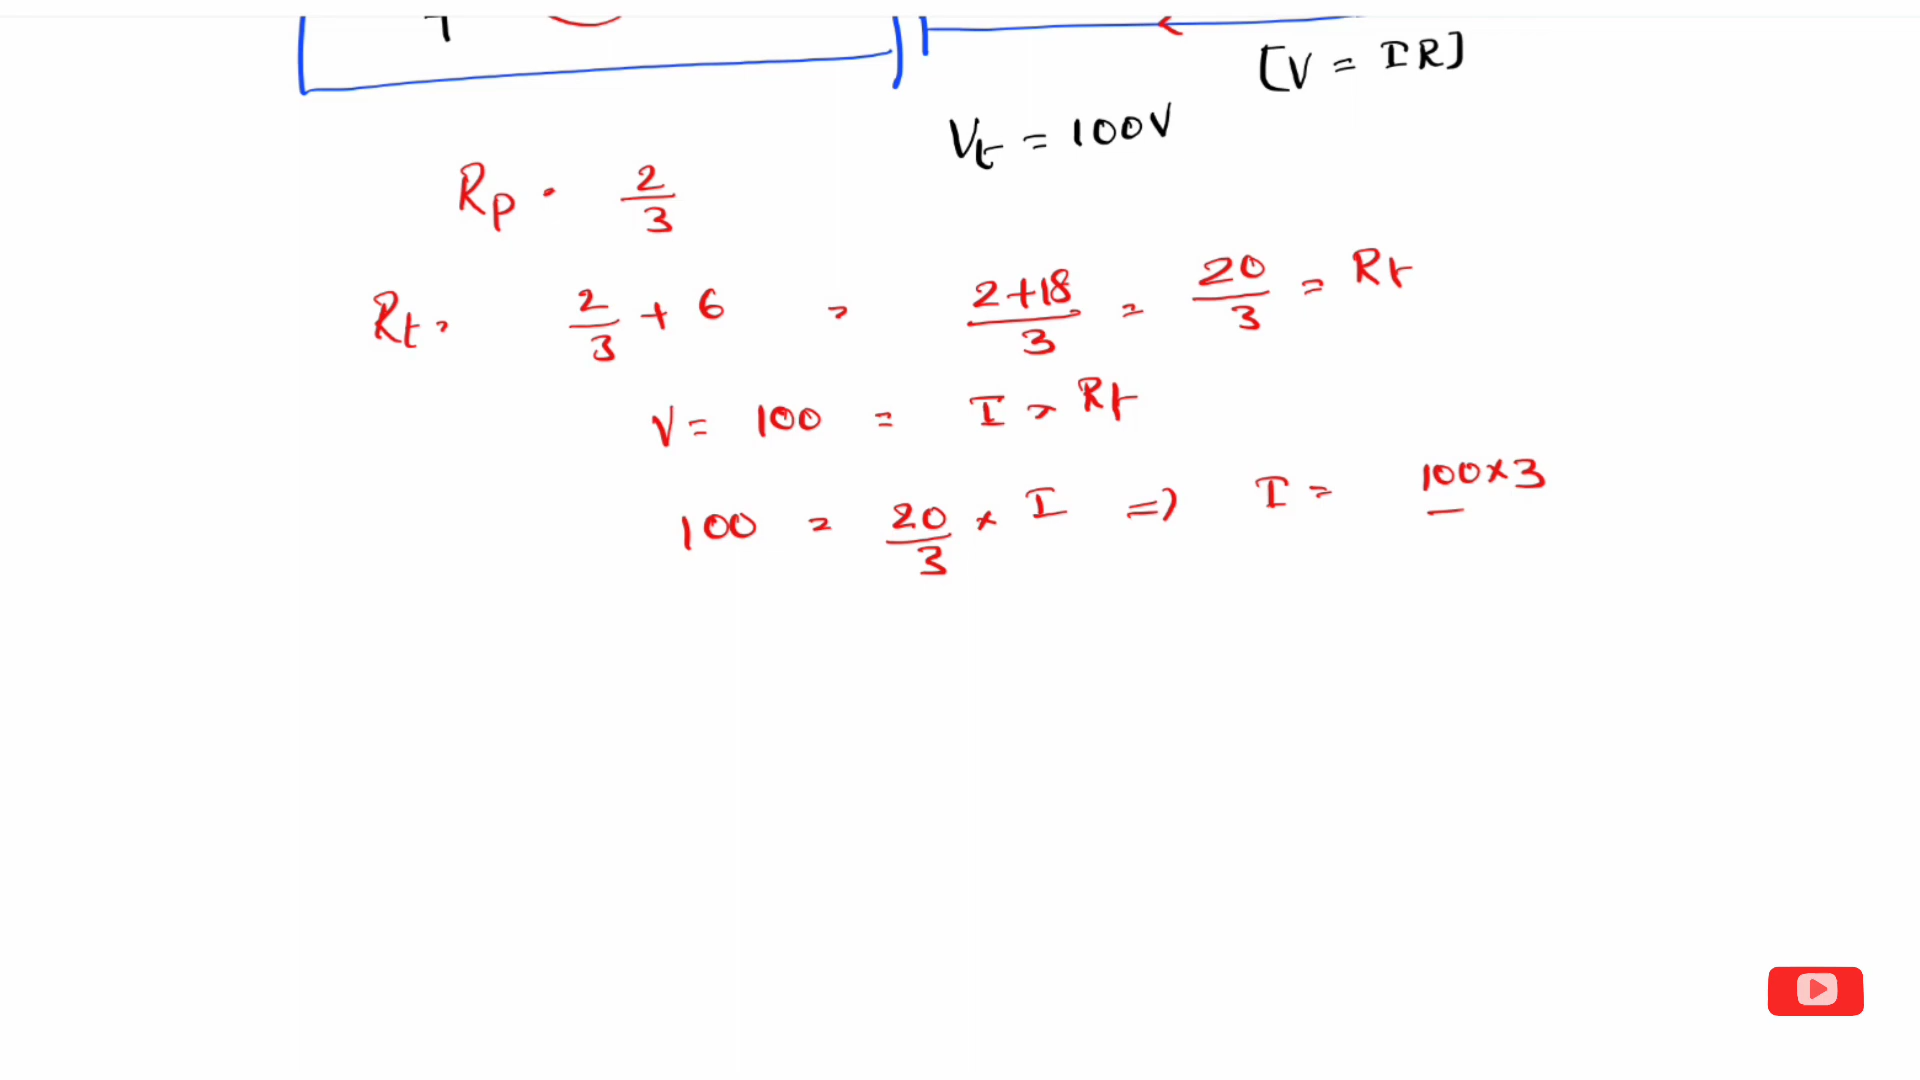 [V = IR]
Vt = 100V
Rp = 2/3
Rt = 2/3 + 6 = 2+18/3 = 20/3 = Rt
V = 100 = I × Rt
100 = 20/3 × I => I = 100×3